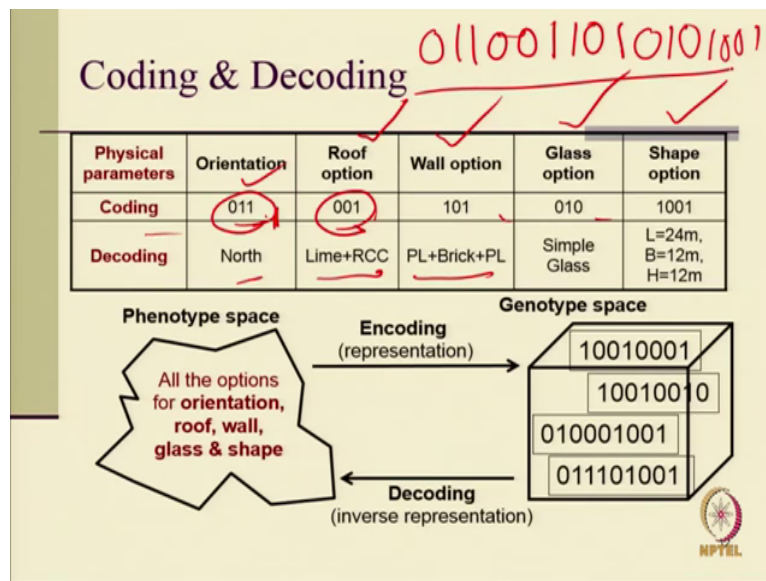 0110011010101001
Coding & Decoding
Physical parameters Orientation Roof option Wall option Glass option Shape option
Coding 011 001 101 010 1001
Decoding North Lime+RCC PL+Brick+PL Simple Glass L=24m, B=12m, H=12m
Phenotype space
Genotype space
Encoding
(representation)
All the options
for orientation,
roof, wall,
glass & shape
10010001
10010010
010001001
011101001
Decoding
(inverse representation)
NPTEL